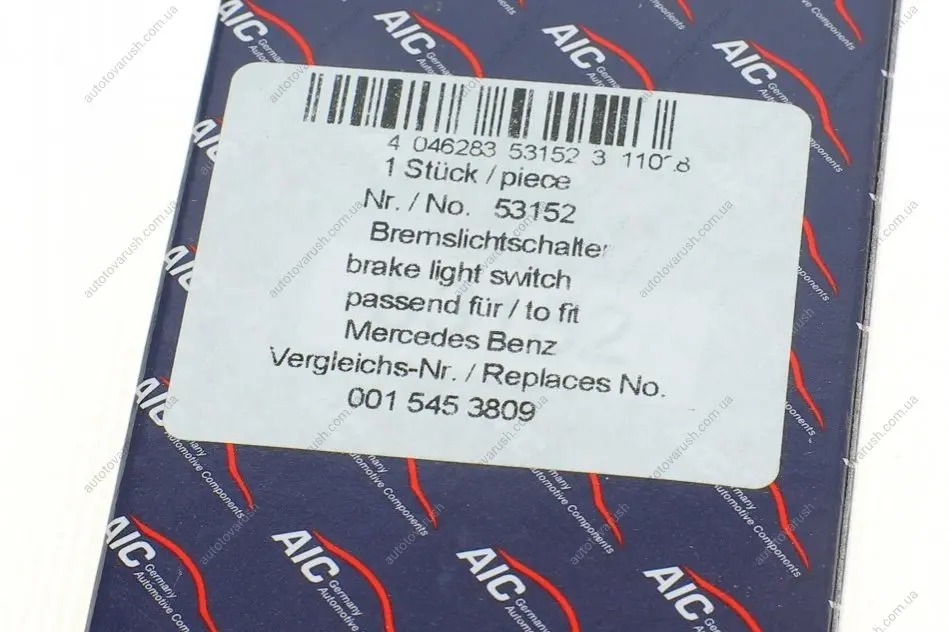 4 046283 53152 3
1 Stück / piece
Nr. / No. 53152
Bremslichtschalter
brake light switch
passend für / to fit
Mercedes Benz
Vergleichs-Nr. / Replaces No.
001 545 3809
AIC Germany
Automotive Components
autotovarush.com.ua